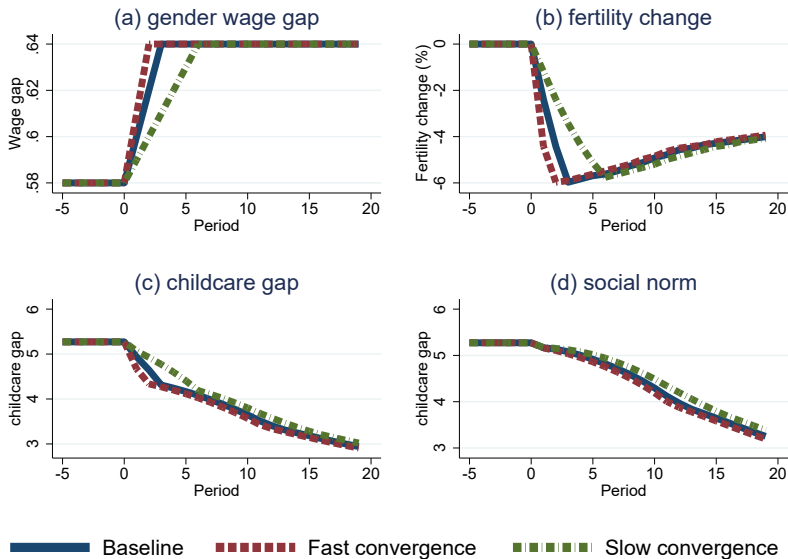 (a) gender wage gap
Wage gap
.64
.62
.6
.58
-5 0 5 10 15 20
Period
(b) fertility change
Fertility change (%)
0
-2
-4
-6
-5 0 5 10 15 20
Period
(c) childcare gap
childcare gap
6
5
4
3
-5 0 5 10 15 20
Period
(d) social norm
childcare gap
6
5
4
3
-5 0 5 10 15 20
Period
Baseline Fast convergence Slow convergence